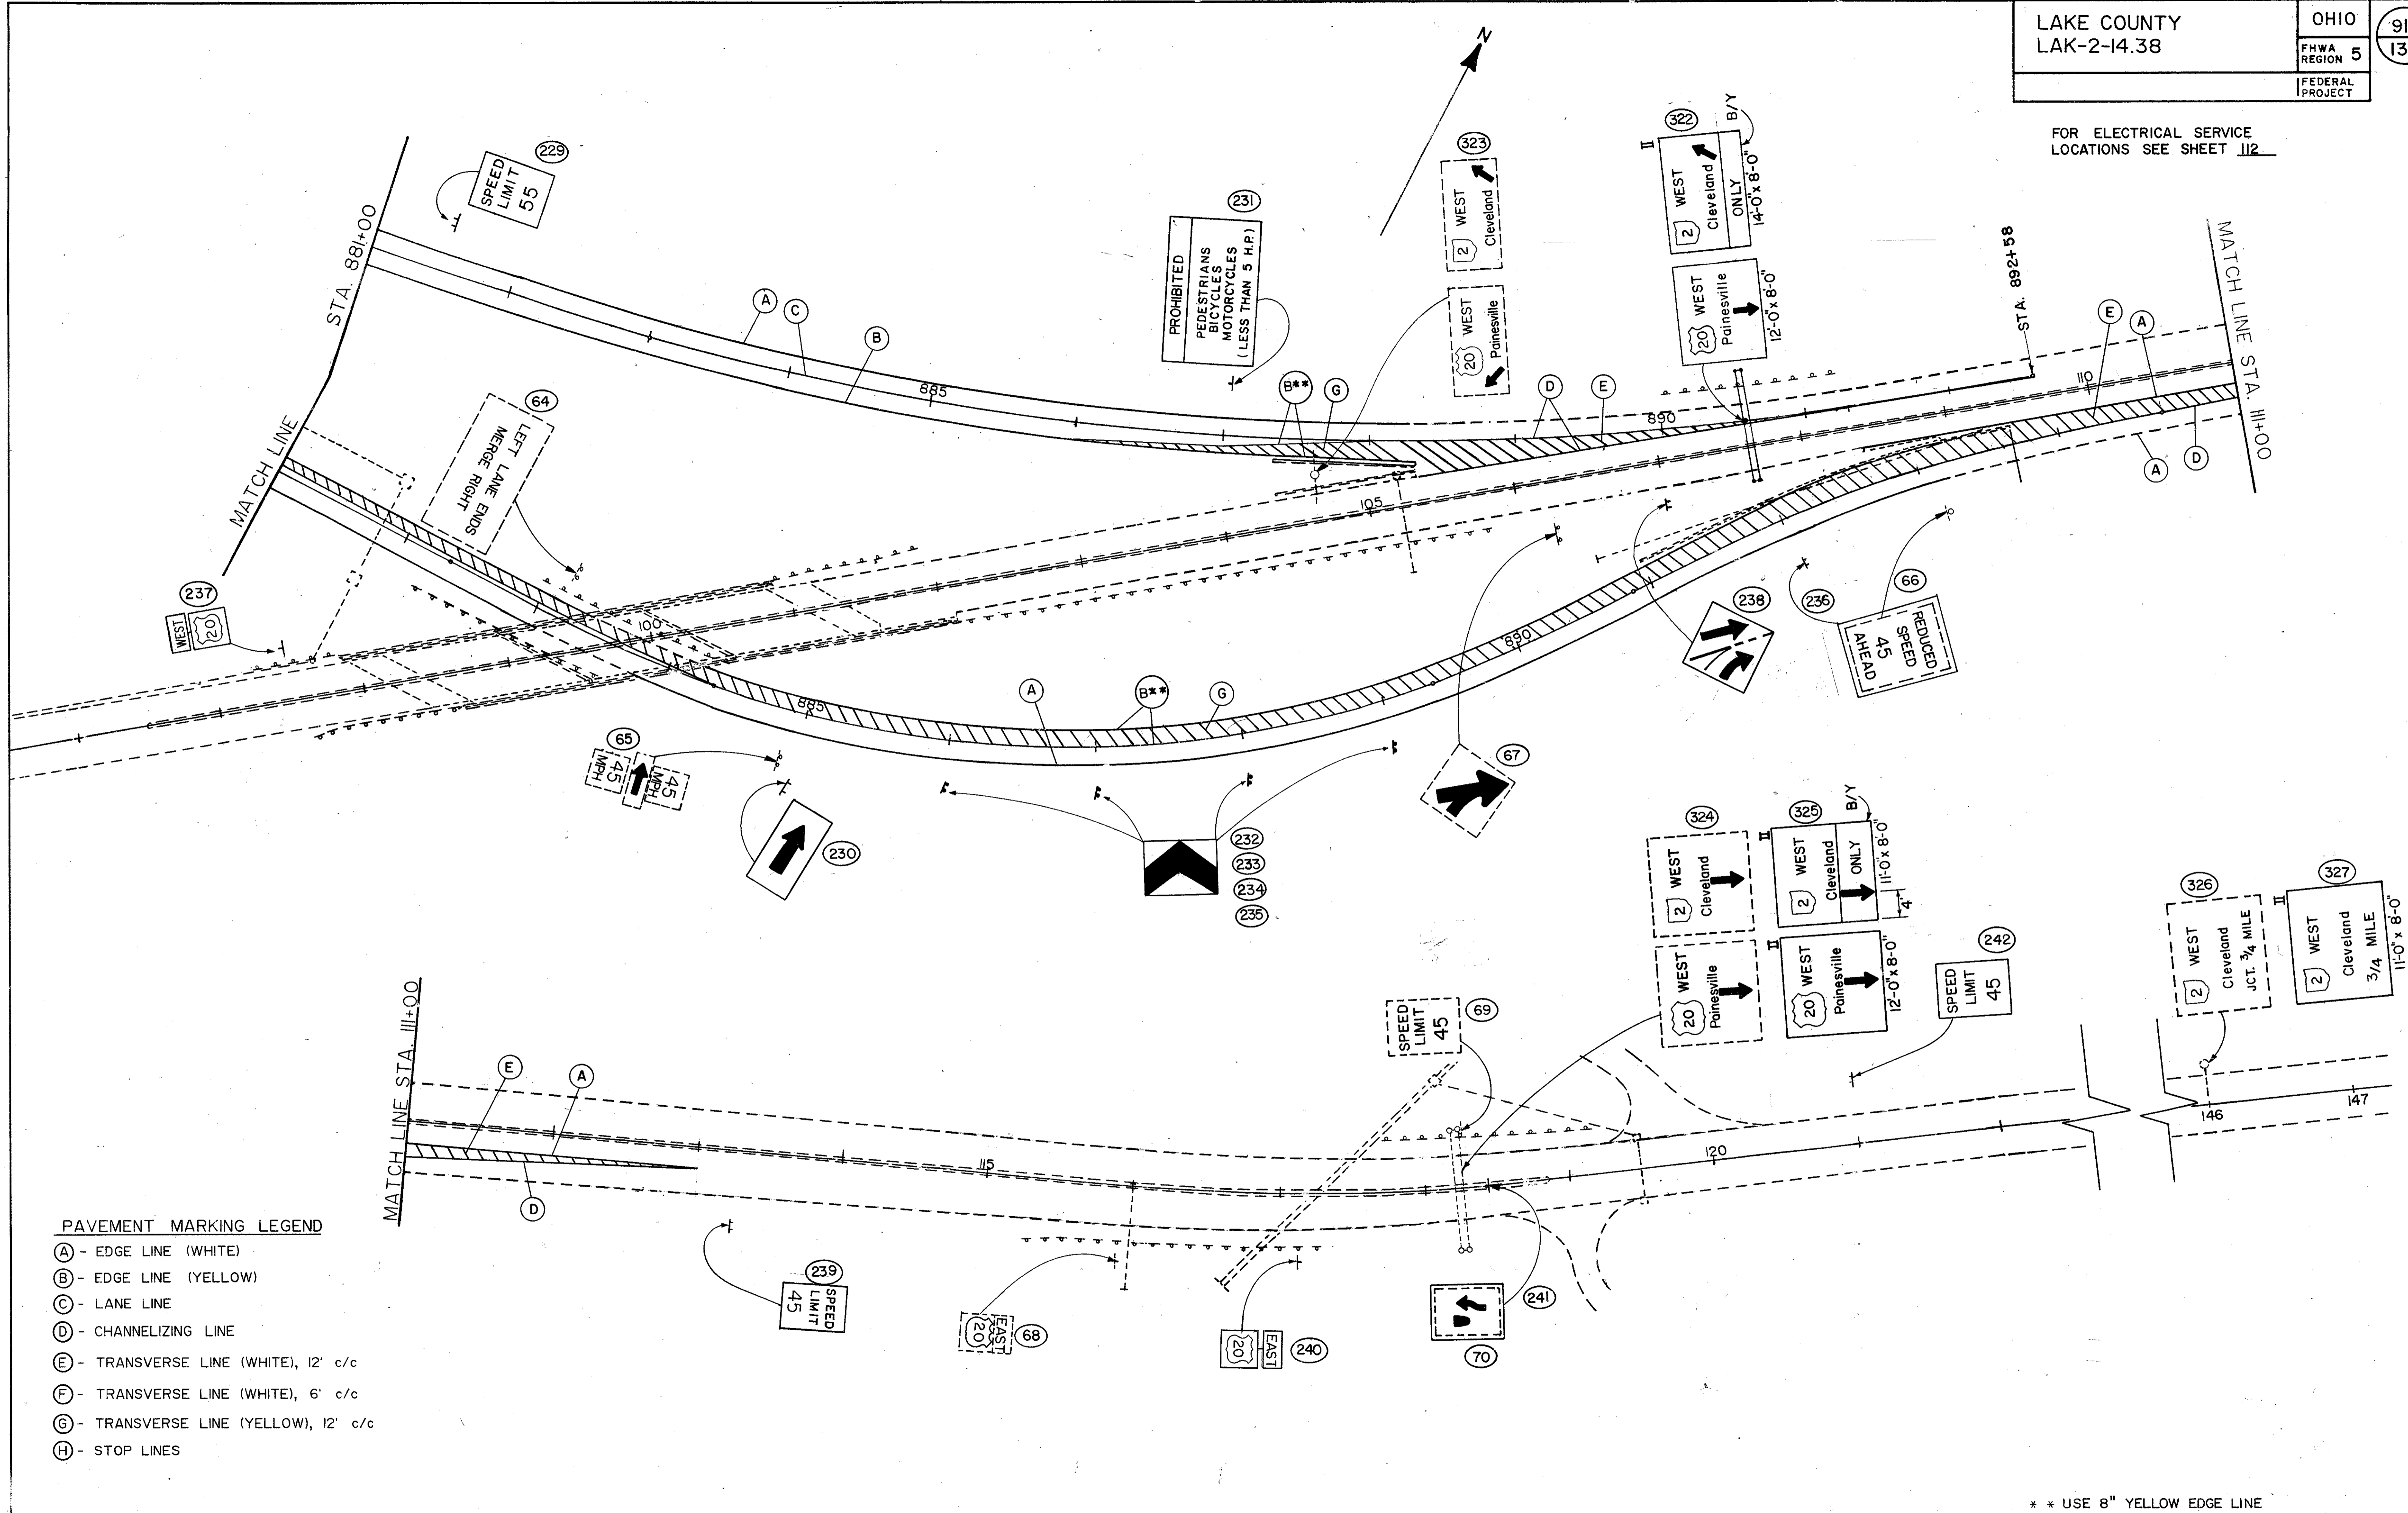 LAKE COUNTY
LAK-2-14.38
OHIO
FHWA
REGION 5
FEDERAL
PROJECT
91
13
FOR ELECTRICAL SERVICE
LOCATIONS SEE SHEET 112
N
229
SPEED
LIMIT
55
STA. 881+00
MATCH LINE
A
C
B
885
231
PROHIBITED
PEDESTRIANS
BICYCLES
MOTORCYCLES
(LESS THAN 5 H.P.)
B**
G
323
2 WEST
Cleveland
20 WEST
Painesville
322
II
B/Y
2 WEST
Cleveland
ONLY
14'-0" x 8'-0"
20 WEST
Painesville
12'-0" x 8'-0"
D
E
890
STA. 892+58
E
A
110
MATCH LINE STA. 111+00
A
D
64
LEFT LANE ENDS
MERGE RIGHT
105
237
WEST
20
100
885
A
B**
G
890
238
236
66
REDUCED
SPEED
45
AHEAD
65
45
MPH
45
MPH
230
67
232
233
234
235
324
2 WEST
Cleveland
20 WEST
Painesville
325
II
B/Y
2 WEST
Cleveland
ONLY
11'-0" x 8'-0"
4'
II
20 WEST
Painesville
12'-0" x 8'-0"
242
SPEED
LIMIT
45
326
2 WEST
Cleveland
JCT. 3/4 MILE
327
II
2 WEST
Cleveland
3/4 MILE
11'-0" x 8'-0"
MATCH LINE STA. 111+00
E
A
D
115
69
SPEED
LIMIT
45
120
146
147
239
SPEED
LIMIT
45
68
EAST
20
240
EAST
20
241
70
PAVEMENT MARKING LEGEND
A - EDGE LINE (WHITE)
B - EDGE LINE (YELLOW)
C - LANE LINE
D - CHANNELIZING LINE
E - TRANSVERSE LINE (WHITE), 12' c/c
F - TRANSVERSE LINE (WHITE), 6' c/c
G - TRANSVERSE LINE (YELLOW), 12' c/c
H - STOP LINES
* * USE 8" YELLOW EDGE LINE